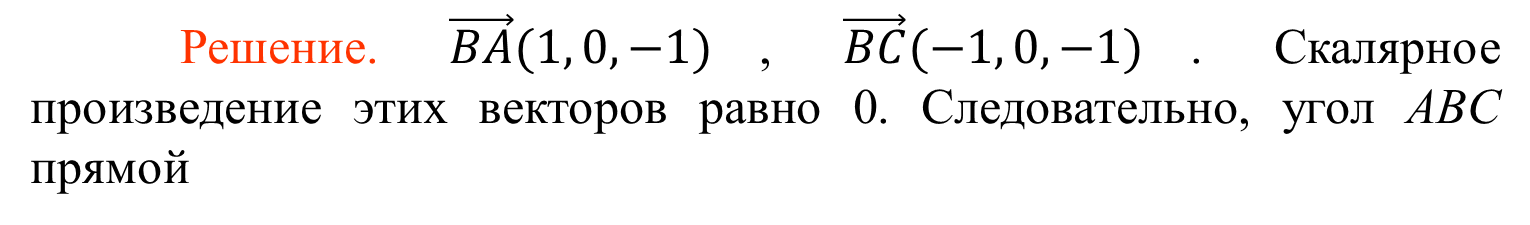 Решение. $\overrightarrow{BA}(1, 0, −1)$ , $\overrightarrow{BC}(−1, 0, −1)$ . Скалярное
произведение этих векторов равно 0. Следовательно, угол ABC
прямой